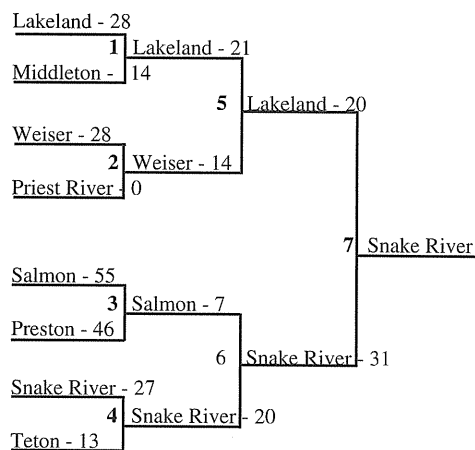 Lakeland - 28
1 Lakeland - 21
Middleton - 14
5 Lakeland - 20
Weiser - 28
2 Weiser - 14
Priest River - 0
7 Snake River
Salmon - 55
3 Salmon - 7
Preston - 46
6 Snake River - 31
Snake River - 27
4 Snake River - 20
Teton - 13